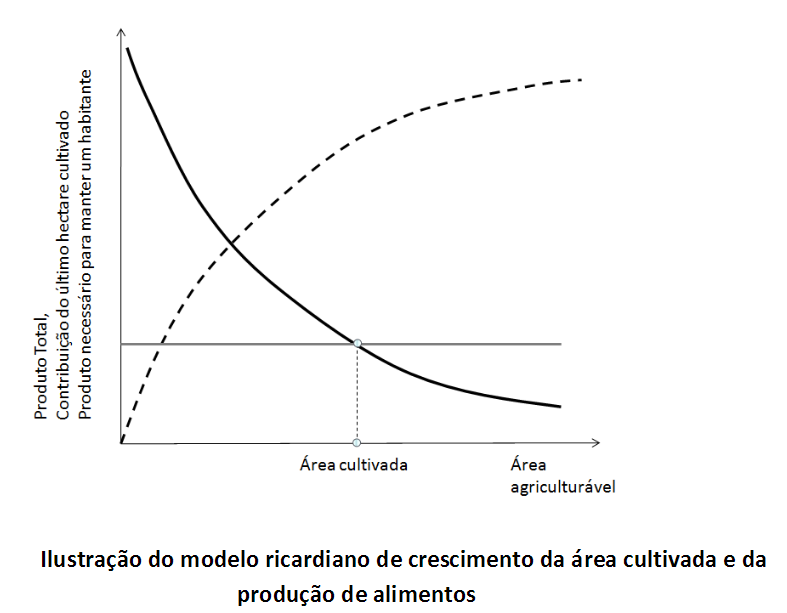 Produto Total,
Contribuição do último hectare cultivado
Produto necessário para manter um habitante
Área cultivada
Área
agriculturável
Ilustração do modelo ricardiano de crescimento da área cultivada e da
produção de alimentos